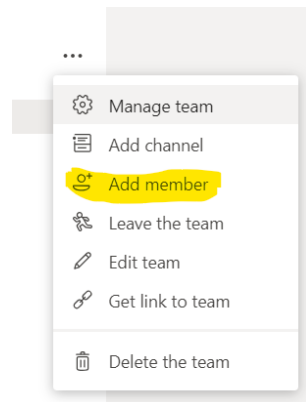 Manage team
Add channel
Add member
Leave the team
Edit team
Get link to team
Delete the team